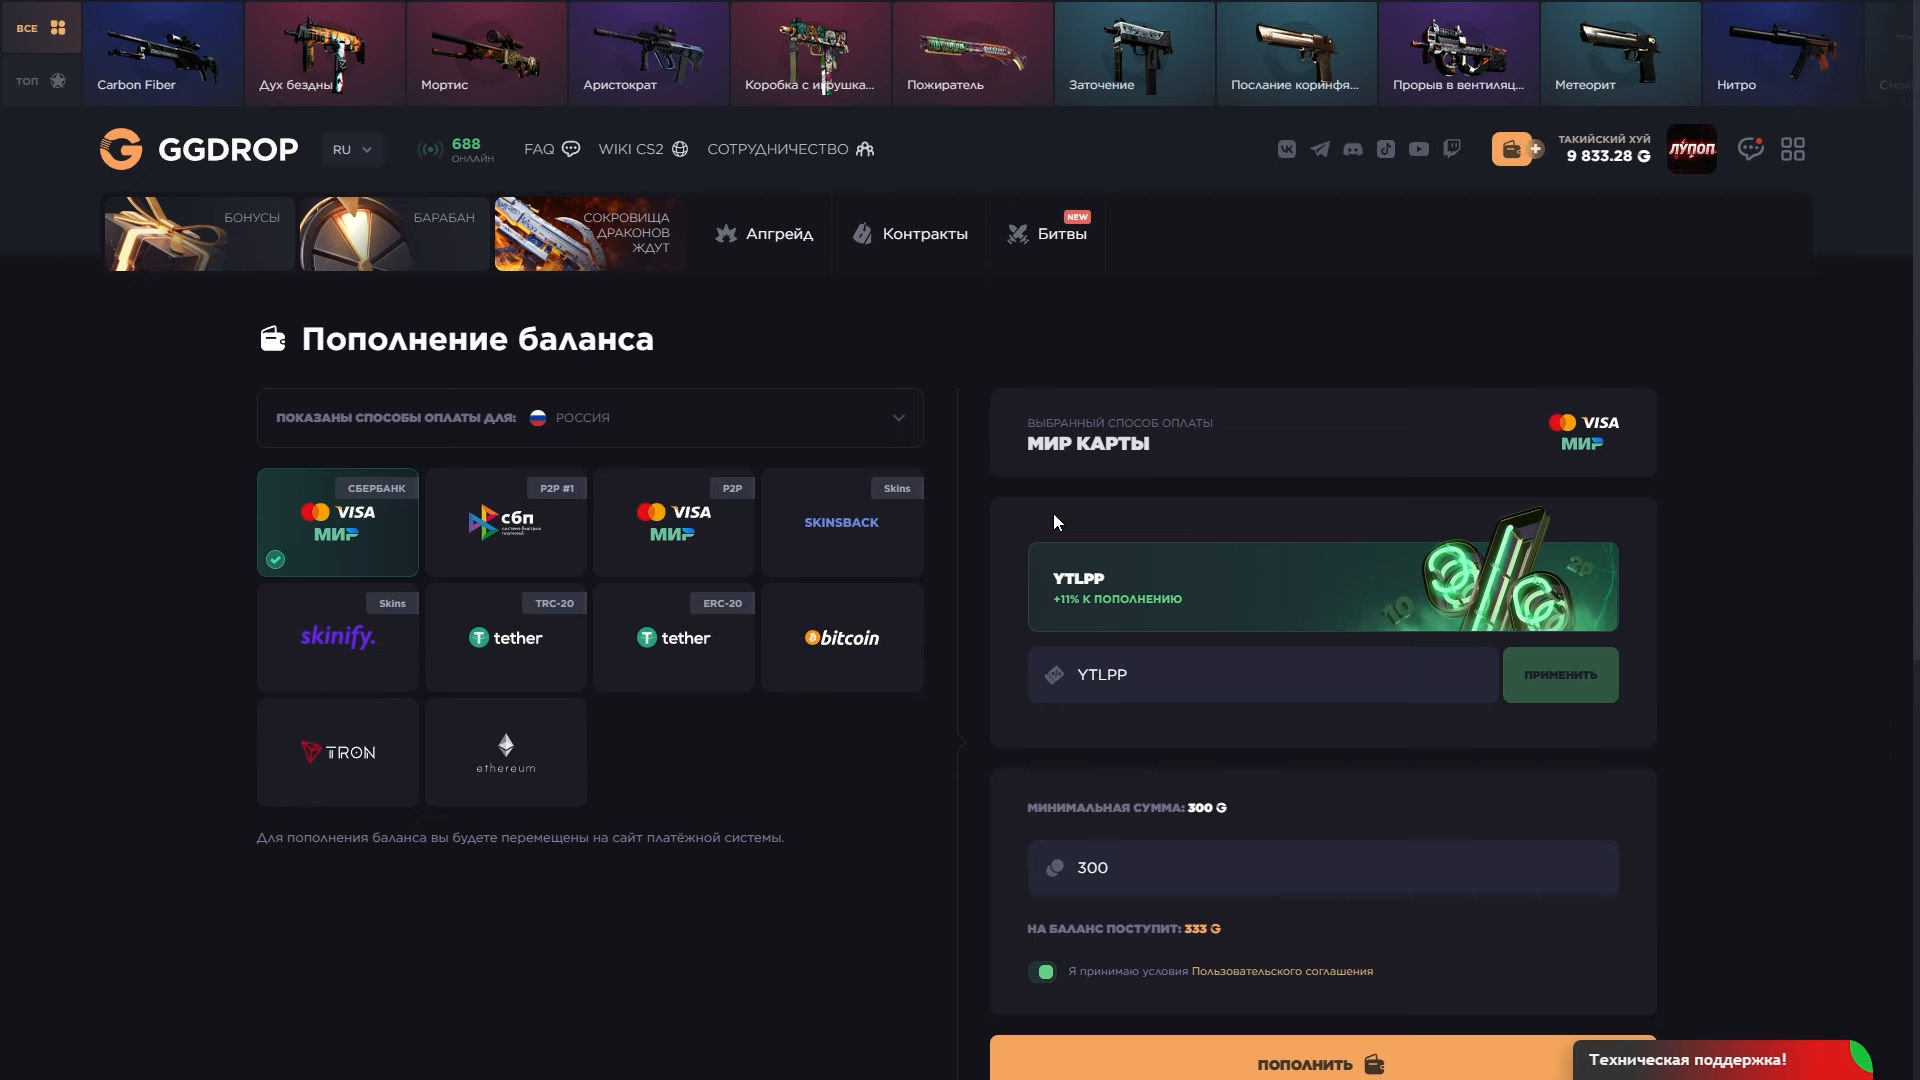 ВСЕ
ТОП
Carbon Fiber
Дух бездны
Мортис
Аристократ
Коробка с игрушка...
Пожиратель
Заточение
Послание коринфя...
Прорыв в вентиляц...
Метеорит
Нитро
GGDROP
RU
688
ОНЛАЙН
FAQ
WIKI CS2
СОТРУДНИЧЕСТВО
ТАКИЙСКИЙ ХУЙ
9 833.28 G
ЛУПОП
БОНУСЫ
БАРАБАН
СОКРОВИЩА
ДРАКОНОВ
ЖДУТ
Апгрейд
Контракты
Битвы
NEW
Пополнение баланса
ПОКАЗАНЫ СПОСОБЫ ОПЛАТЫ ДЛЯ: РОССИЯ
СБЕРБАНК
VISA
МИР
P2P #1
сбп
система быстрых
платежей
P2P
VISA
МИР
Skins
SKINSBACK
Skins
skinify.
TRC-20
tether
ERC-20
tether
bitcoin
TRON
ethereum
Для пополнения баланса вы будете перемещены на сайт платёжной системы.
ВЫБРАННЫЙ СПОСОБ ОПЛАТЫ
МИР КАРТЫ
VISA
МИР
YTLPP
+11% К ПОПОЛНЕНИЮ
10
20
YTLPP
ПРИМЕНИТЬ
МИНИМАЛЬНАЯ СУММА: 300 G
300
НА БАЛАНС ПОСТУПИТ: 333 G
Я принимаю условия Пользовательского соглашения
ПОПОЛНИТЬ
Техническая поддержка!